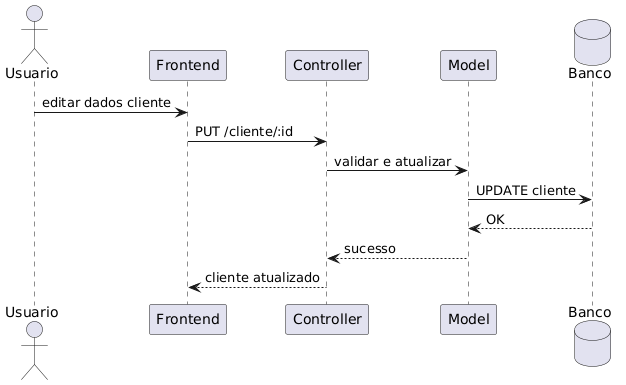 Usuario
Frontend
Controller
Model
Banco
editar dados cliente
PUT /cliente/:id
validar e atualizar
UPDATE cliente
OK
sucesso
cliente atualizado
Usuario
Frontend
Controller
Model
Banco